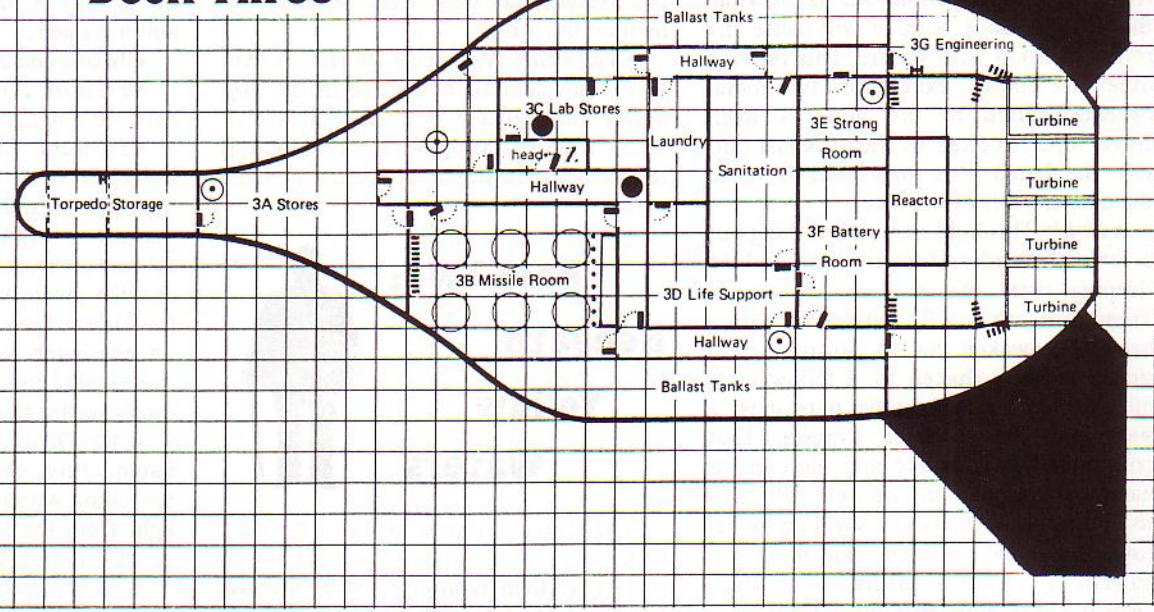 Deck Three
Ballast Tanks
3G Engineering
Hallway
3C Lab Stores
Turbine
3E Strong
Room
head
Laundry
Sanitation
Hallway
Turbine
Torpedo Storage
3A Stores
Reactor
3F Battery
Room
Turbine
3B Missile Room
3D Life Support
Turbine
Hallway
Ballast Tanks